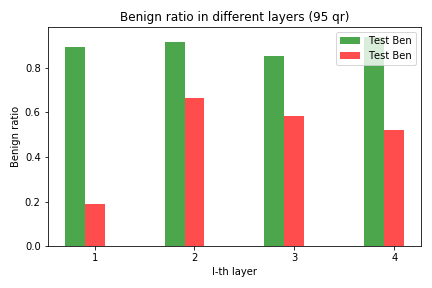 Benign ratio in different layers (95 qr)
Test Ben
Test Ben
Benign ratio
0.8
0.6
0.4
0.2
0.0
1 2 3 4
l-th layer